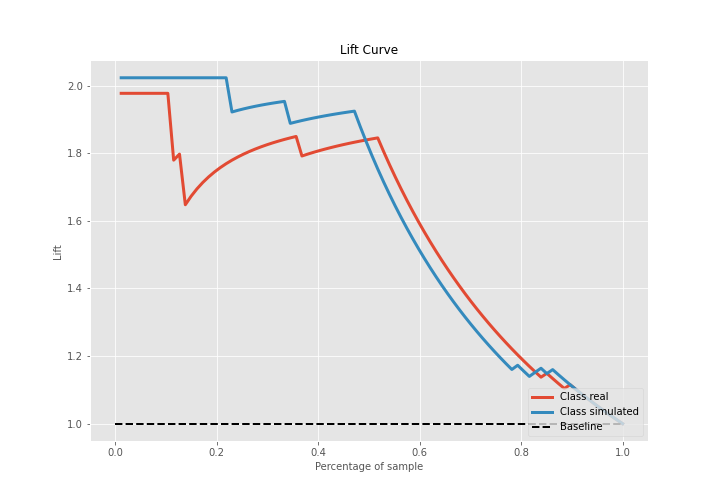 Lift Curve
2.0
1.8
1.6
1.4
1.2
1.0
Lift
0.0 0.2 0.4 0.6 0.8 1.0
Percentage of sample
Class real
Class simulated
Baseline